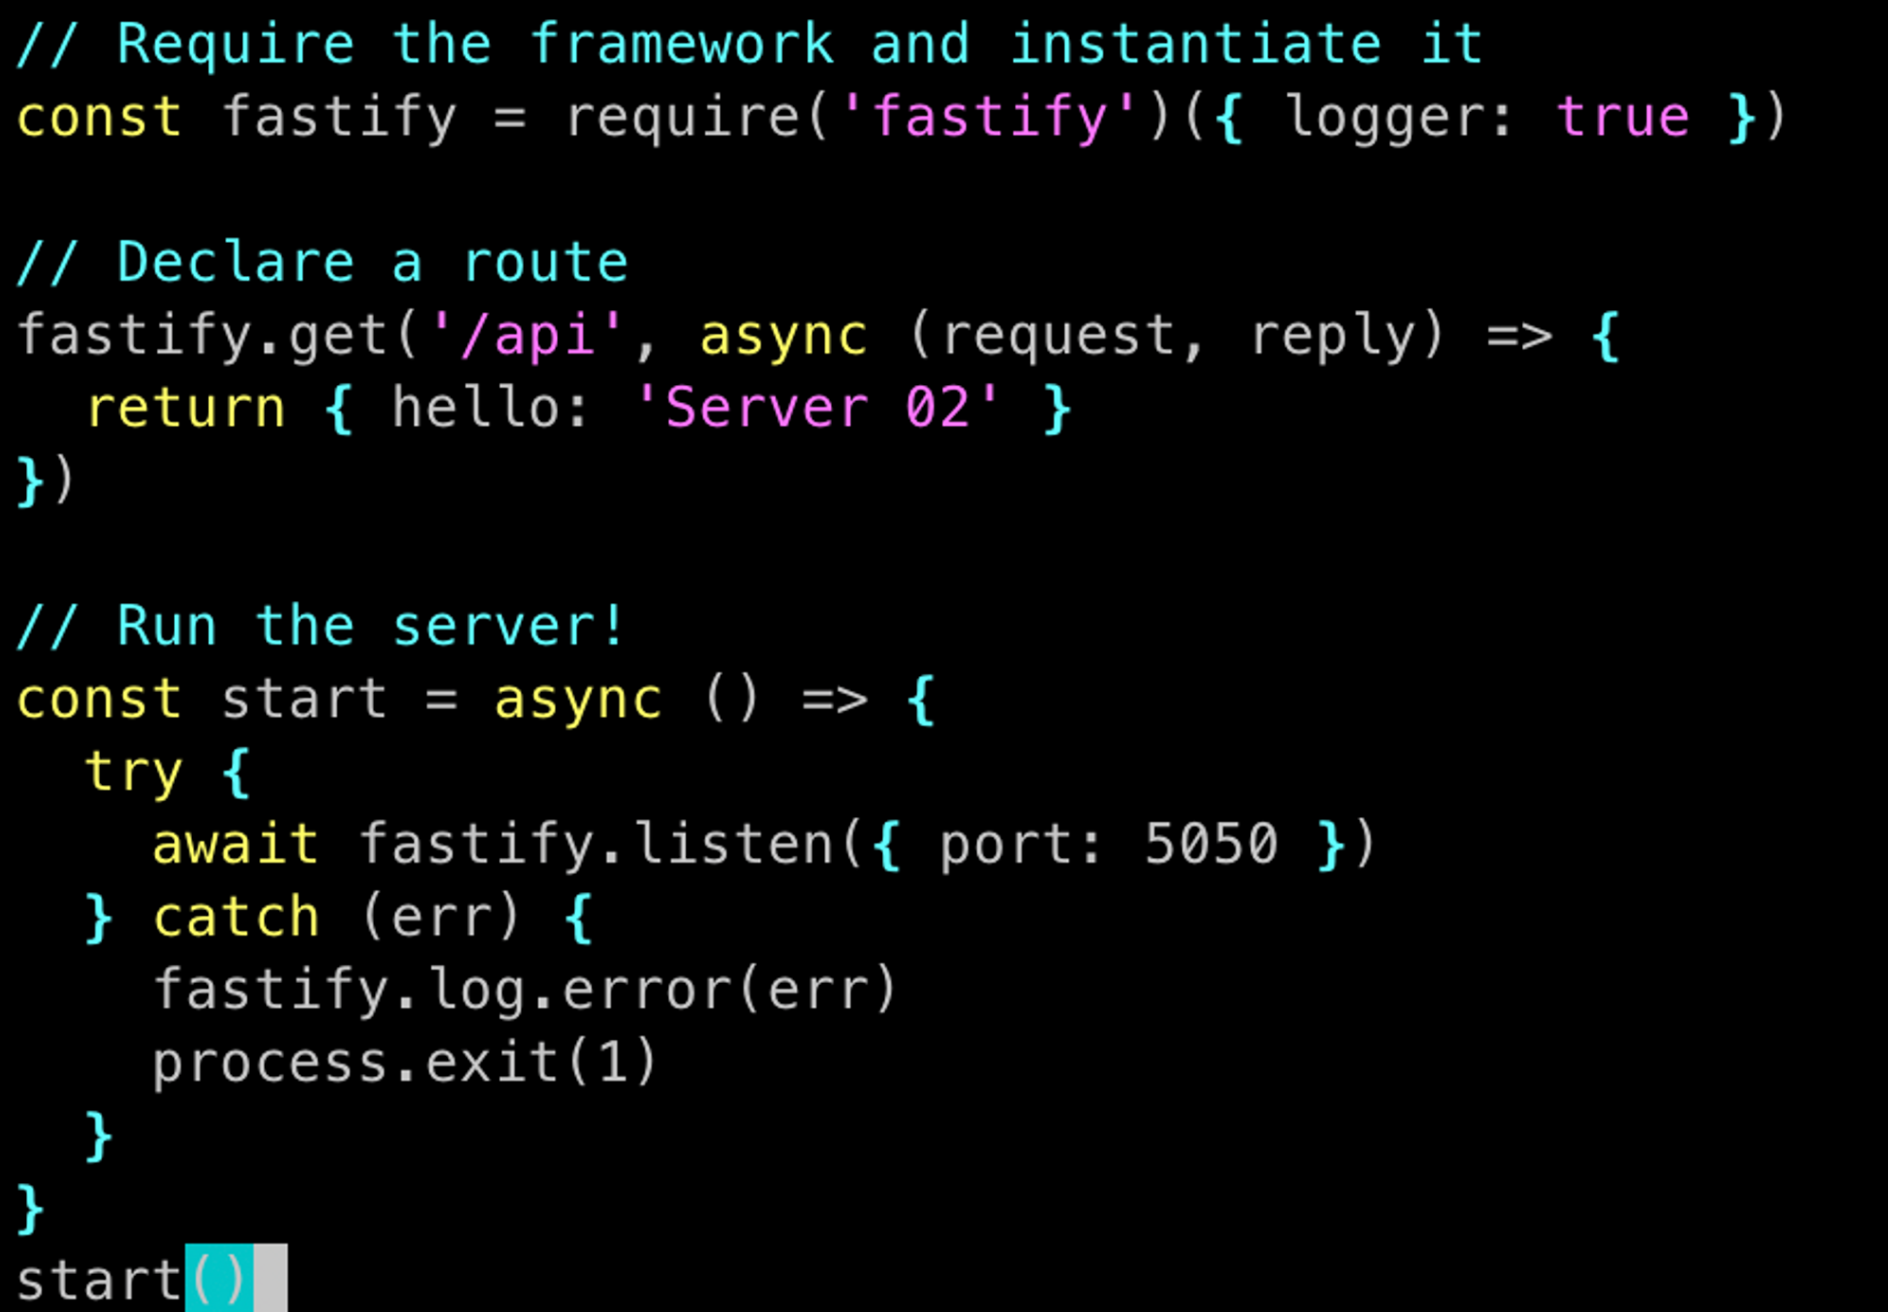 // Require the framework and instantiate it
const fastify = require('fastify')({ logger: true })

// Declare a route
fastify.get('/api', async (request, reply) => {
  return { hello: 'Server 02' }
})

// Run the server!
const start = async () => {
  try {
    await fastify.listen({ port: 5050 })
  } catch (err) {
    fastify.log.error(err)
    process.exit(1)
  }
}
start()